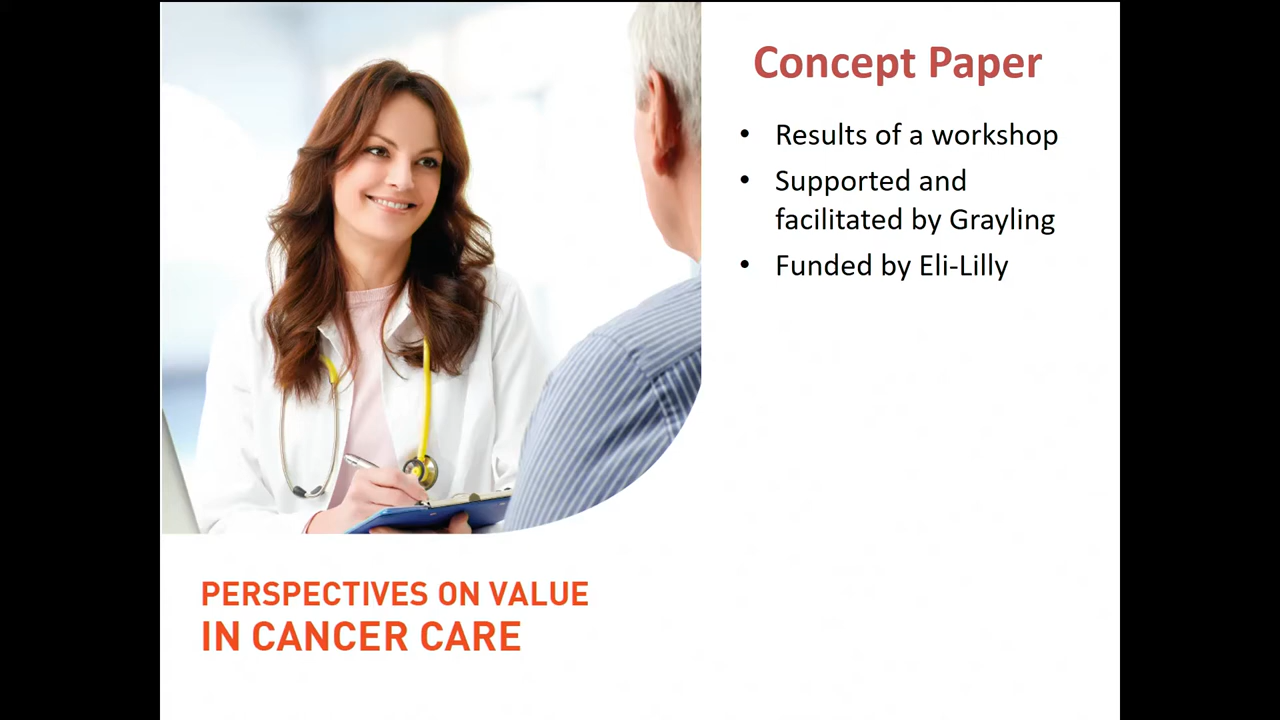 Concept Paper
• Results of a workshop
• Supported and
facilitated by Grayling
• Funded by Eli-Lilly
PERSPECTIVES ON VALUE
IN CANCER CARE